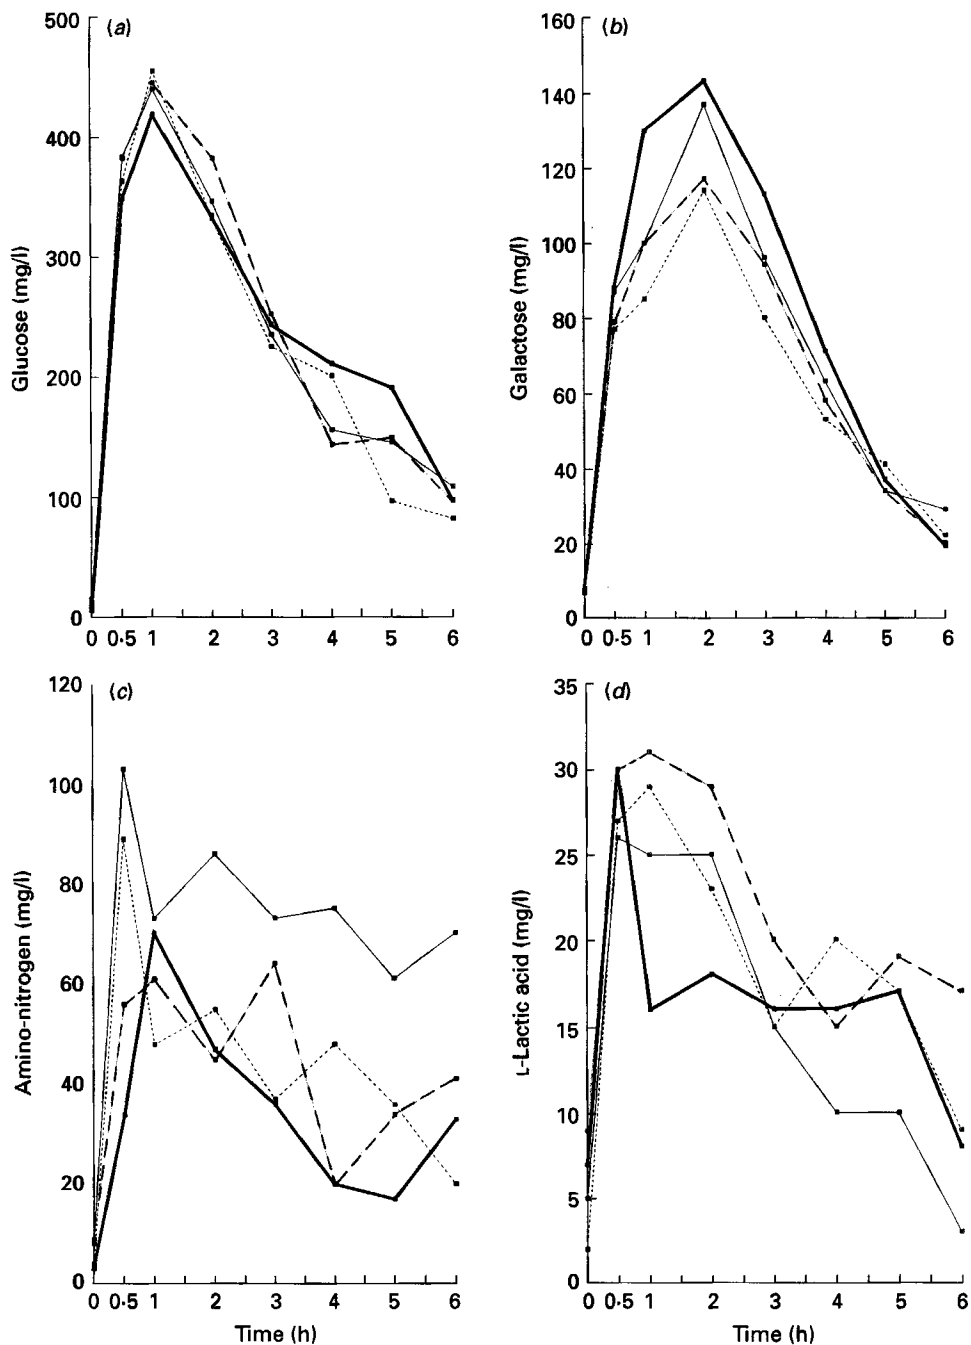 (a)
500
400
300
200
100
0
Glucose (mg/l)
0 0·5 1 2 3 4 5 6
(b)
160
140
120
100
80
60
40
20
0
Galactose (mg/l)
0 0·5 1 2 3 4 5 6
(c)
120
100
80
60
40
20
0
Amino-nitrogen (mg/l)
0 0·5 1 2 3 4 5 6
Time (h)
(d)
35
30
25
20
15
10
5
0
L-Lactic acid (mg/l)
0 0·5 1 2 3 4 5 6
Time (h)